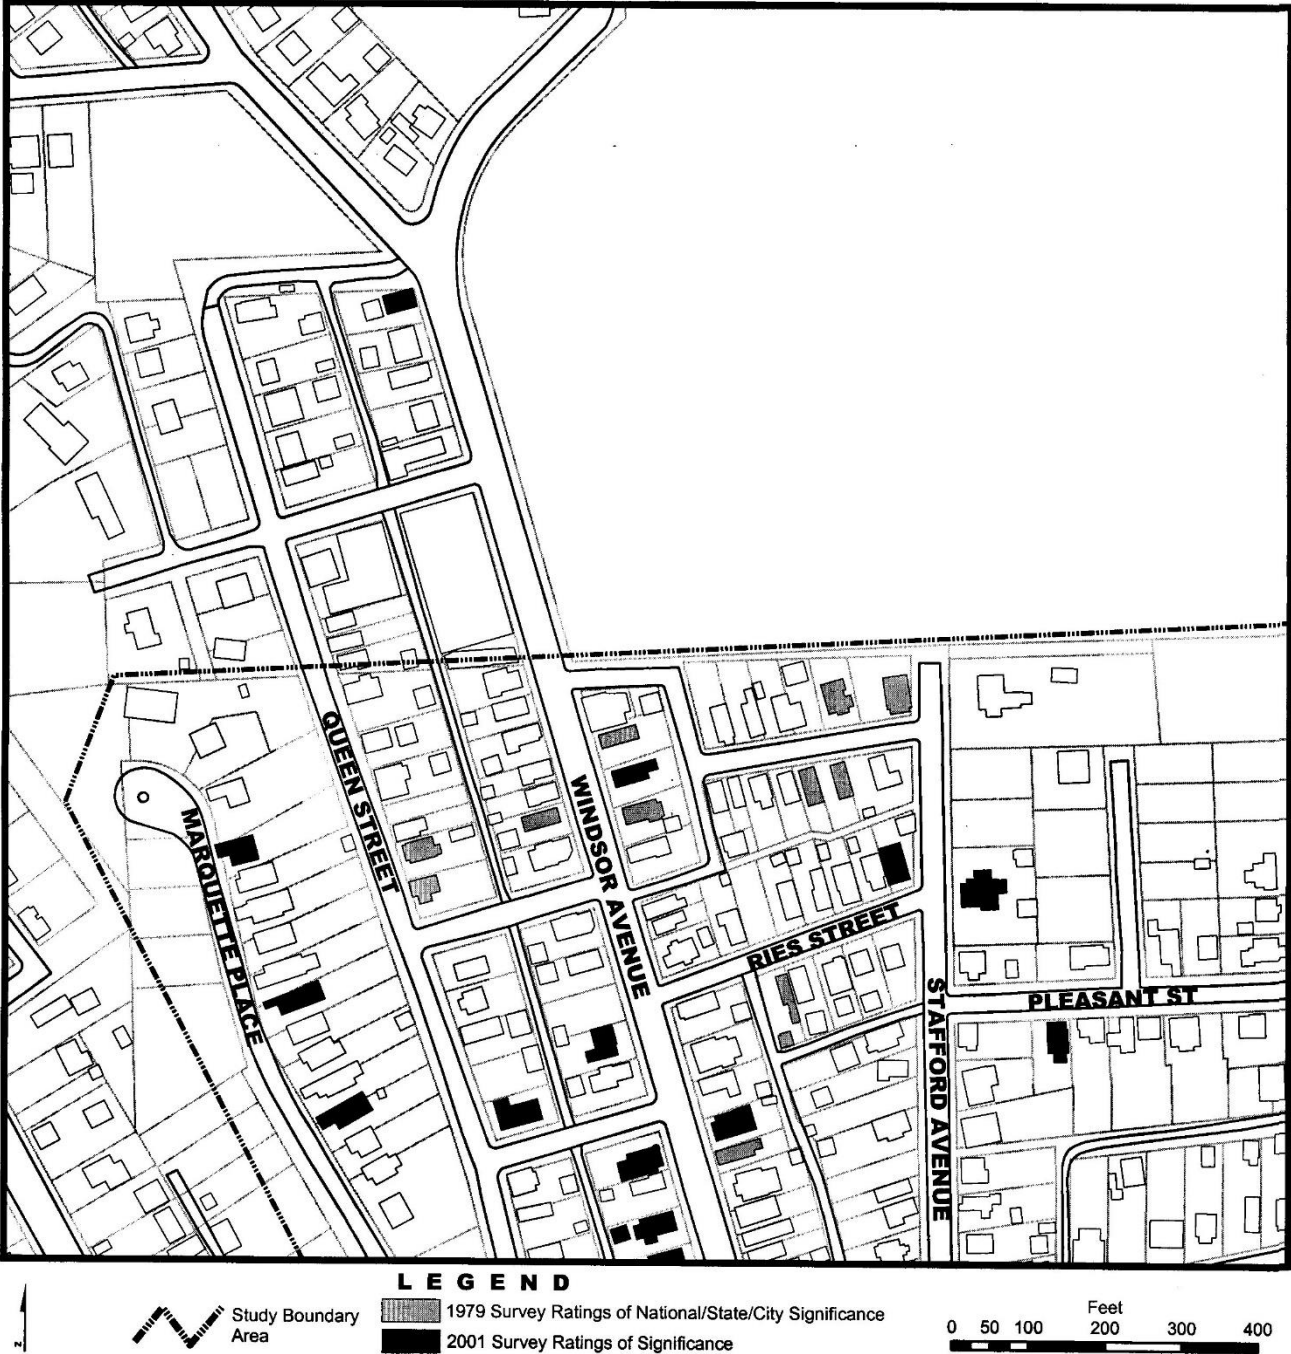 QUEEN STREET
WINDSOR AVENUE
MARQUETTE PLACE
RIES STREET
STAFFORD AVENUE
PLEASANT ST
LEGEND
Study Boundary
Area
1979 Survey Ratings of National/State/City Significance
2001 Survey Ratings of Significance
Feet
0 50 100 200 300 400
N